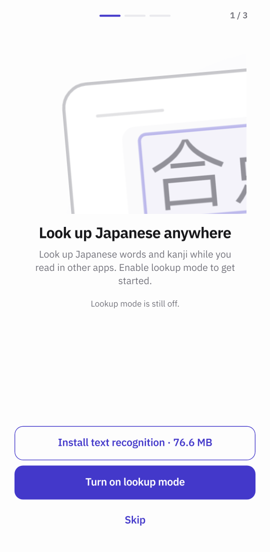 1 / 3
合
Look up Japanese anywhere
Look up Japanese words and kanji while you
read in other apps. Enable lookup mode to get
started.
Lookup mode is still off.
Install text recognition · 76.6 MB
Turn on lookup mode
Skip